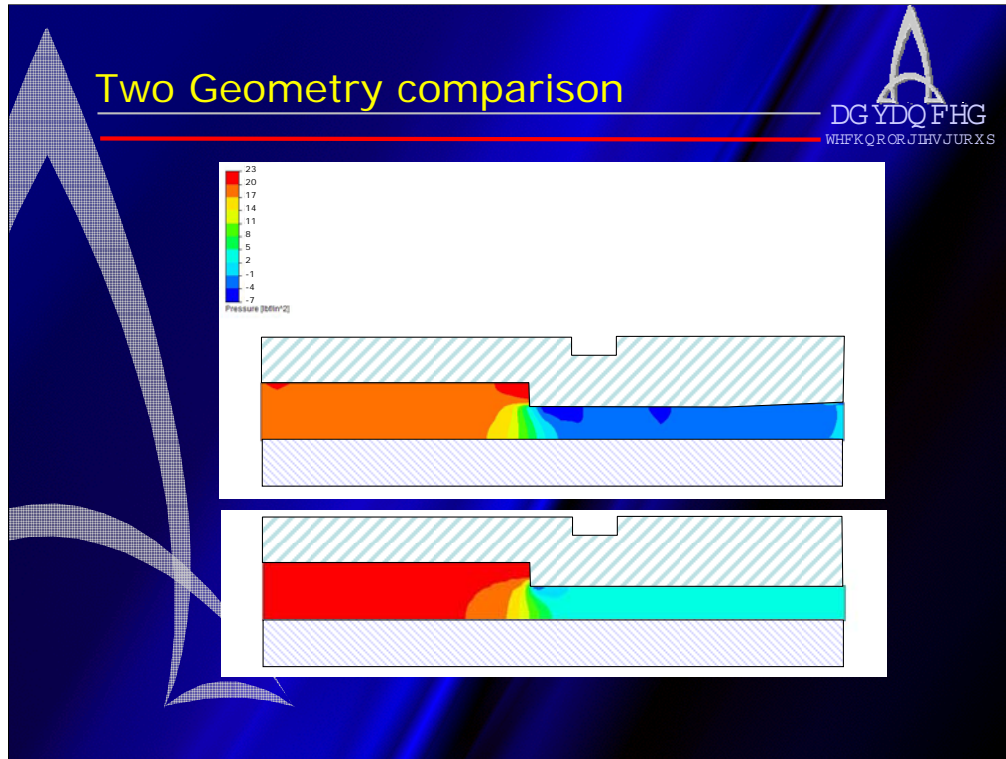 Two Geometry comparison
DGYDQFHG
WHFKQRORJLHVJURXS
23
20
17
14
11
8
5
2
-1
-4
-7
Pressure [lbf/in^2]